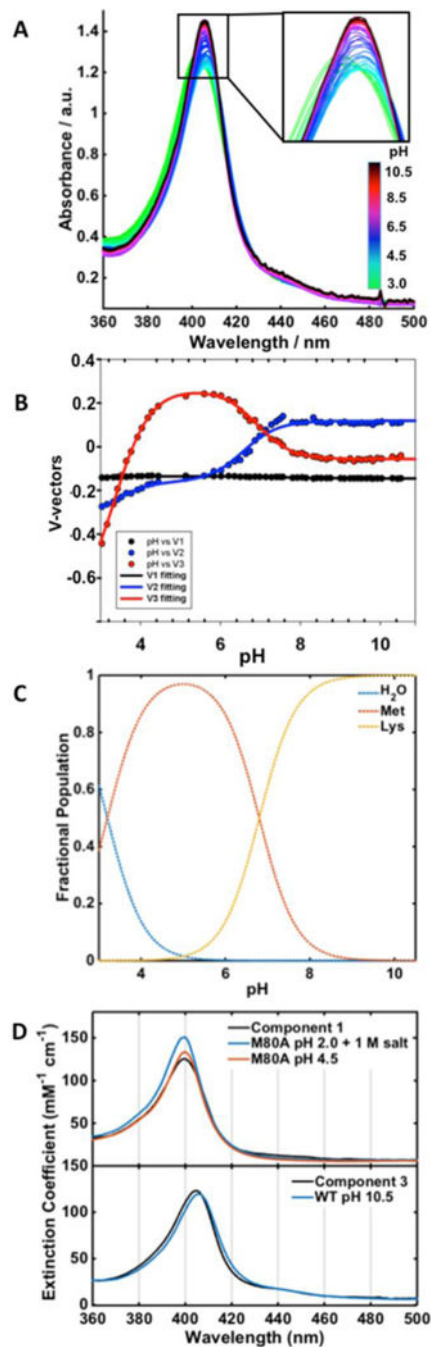 A
1.4
1.2
1.0
0.8
0.6
0.4
0.2
Absorbance / a.u.
pH
10.5
8.5
6.5
4.5
3.0
360 380 400 420 440 460 480 500
Wavelength / nm
B
0.4
0.2
0
-0.2
-0.6
V-vectors
pH vs V1
pH vs V2
pH vs V3
V1 fitting
V2 fitting
V3 fitting
4 6 8 10
pH
C
1
0.8
0.6
0.4
0.2
0
Fractional Population
H2O
Met
Lys
4 6 8 10
pH
D
150
100
50
Component 1
M80A pH 2.0 + 1 M salt
M80A pH 4.5
Extinction Coefficient (mM-1 cm-1)
150
100
50
0
Component 3
WT pH 10.5
360 380 400 420 440 460 480 500
Wavelength (nm)